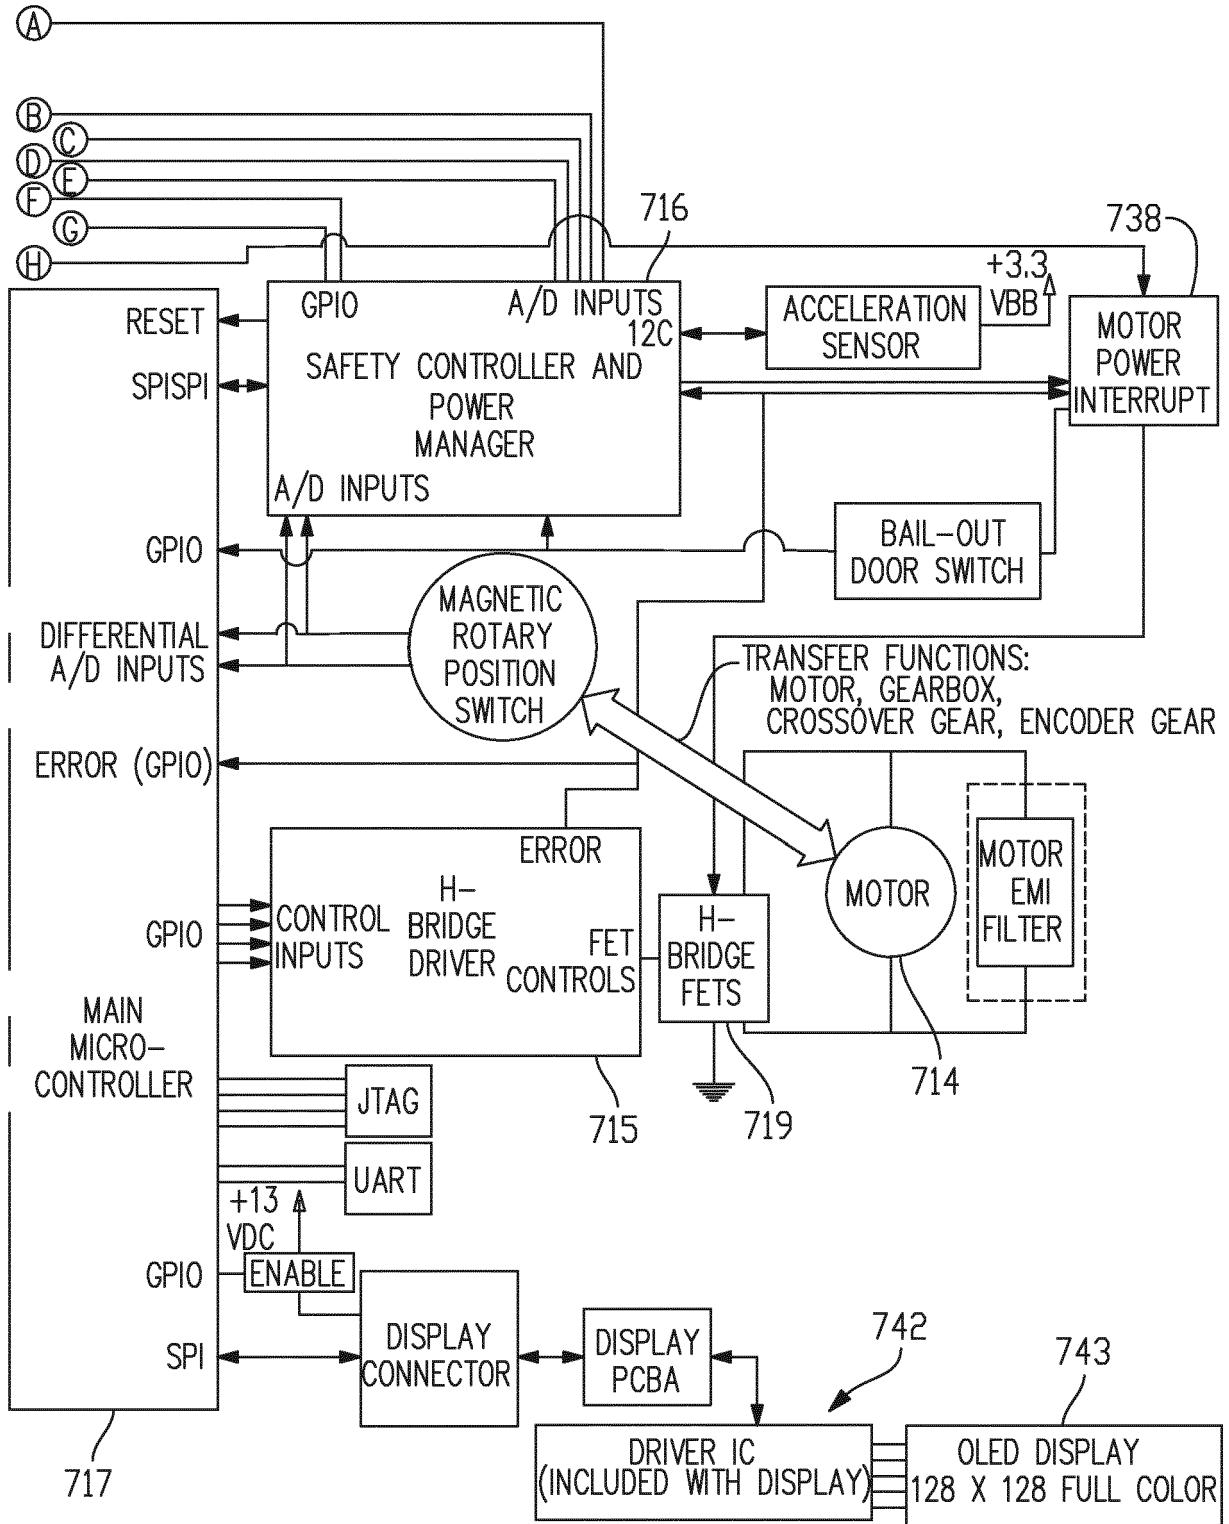 A
B
C
D
E
F
G
H
716
738
+3.3
VBB
RESET
GPIO
A/D INPUTS
12C
ACCELERATION
SENSOR
MOTOR
POWER
INTERRUPT
SPISPI
SAFETY CONTROLLER AND
POWER
MANAGER
A/D INPUTS
GPIO
BAIL-OUT
DOOR SWITCH
MAGNETIC
ROTARY
POSITION
SWITCH
DIFFERENTIAL
A/D INPUTS
TRANSFER FUNCTIONS:
MOTOR, GEARBOX,
CROSSOVER GEAR, ENCODER GEAR
ERROR (GPIO)
ERROR
H-
BRIDGE
DRIVER
CONTROL
INPUTS
GPIO
FET
CONTROLS
H-
BRIDGE
FETS
MOTOR
MOTOR
EMI
FILTER
MAIN
MICRO-
CONTROLLER
714
715
719
JTAG
UART
+13
VDC
GPIO
ENABLE
SPI
DISPLAY
CONNECTOR
DISPLAY
PCBA
742
743
DRIVER IC
(INCLUDED WITH DISPLAY)
OLED DISPLAY
128 X 128 FULL COLOR
717